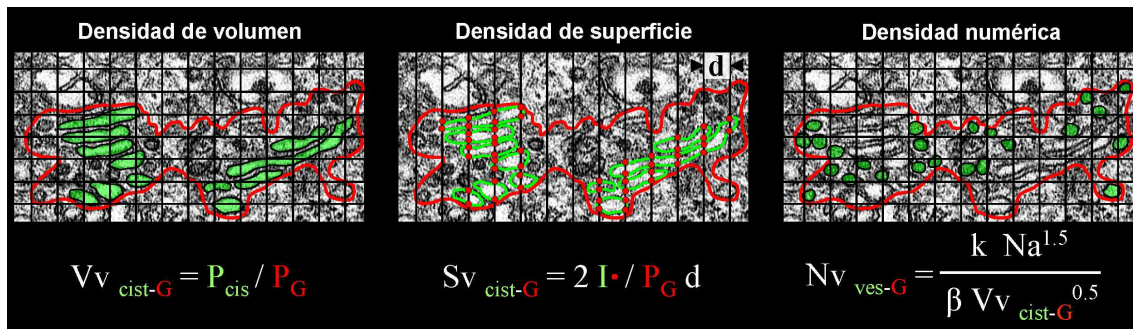 Densidad de volumen
Densidad de superficie
Densidad numérica
d
Vv cist-G = Pcis / PG
Sv cist-G = 2 I• / PG d
Nv ves-G = k Na1.5
β Vv cist-G0.5